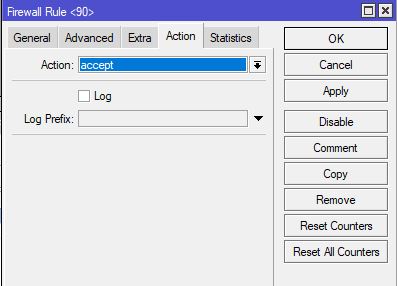 Firewall Rule <90>
General Advanced Extra Action Statistics
Action: accept
Log
Log Prefix:
OK
Cancel
Apply
Disable
Comment
Copy
Remove
Reset Counters
Reset All Counters